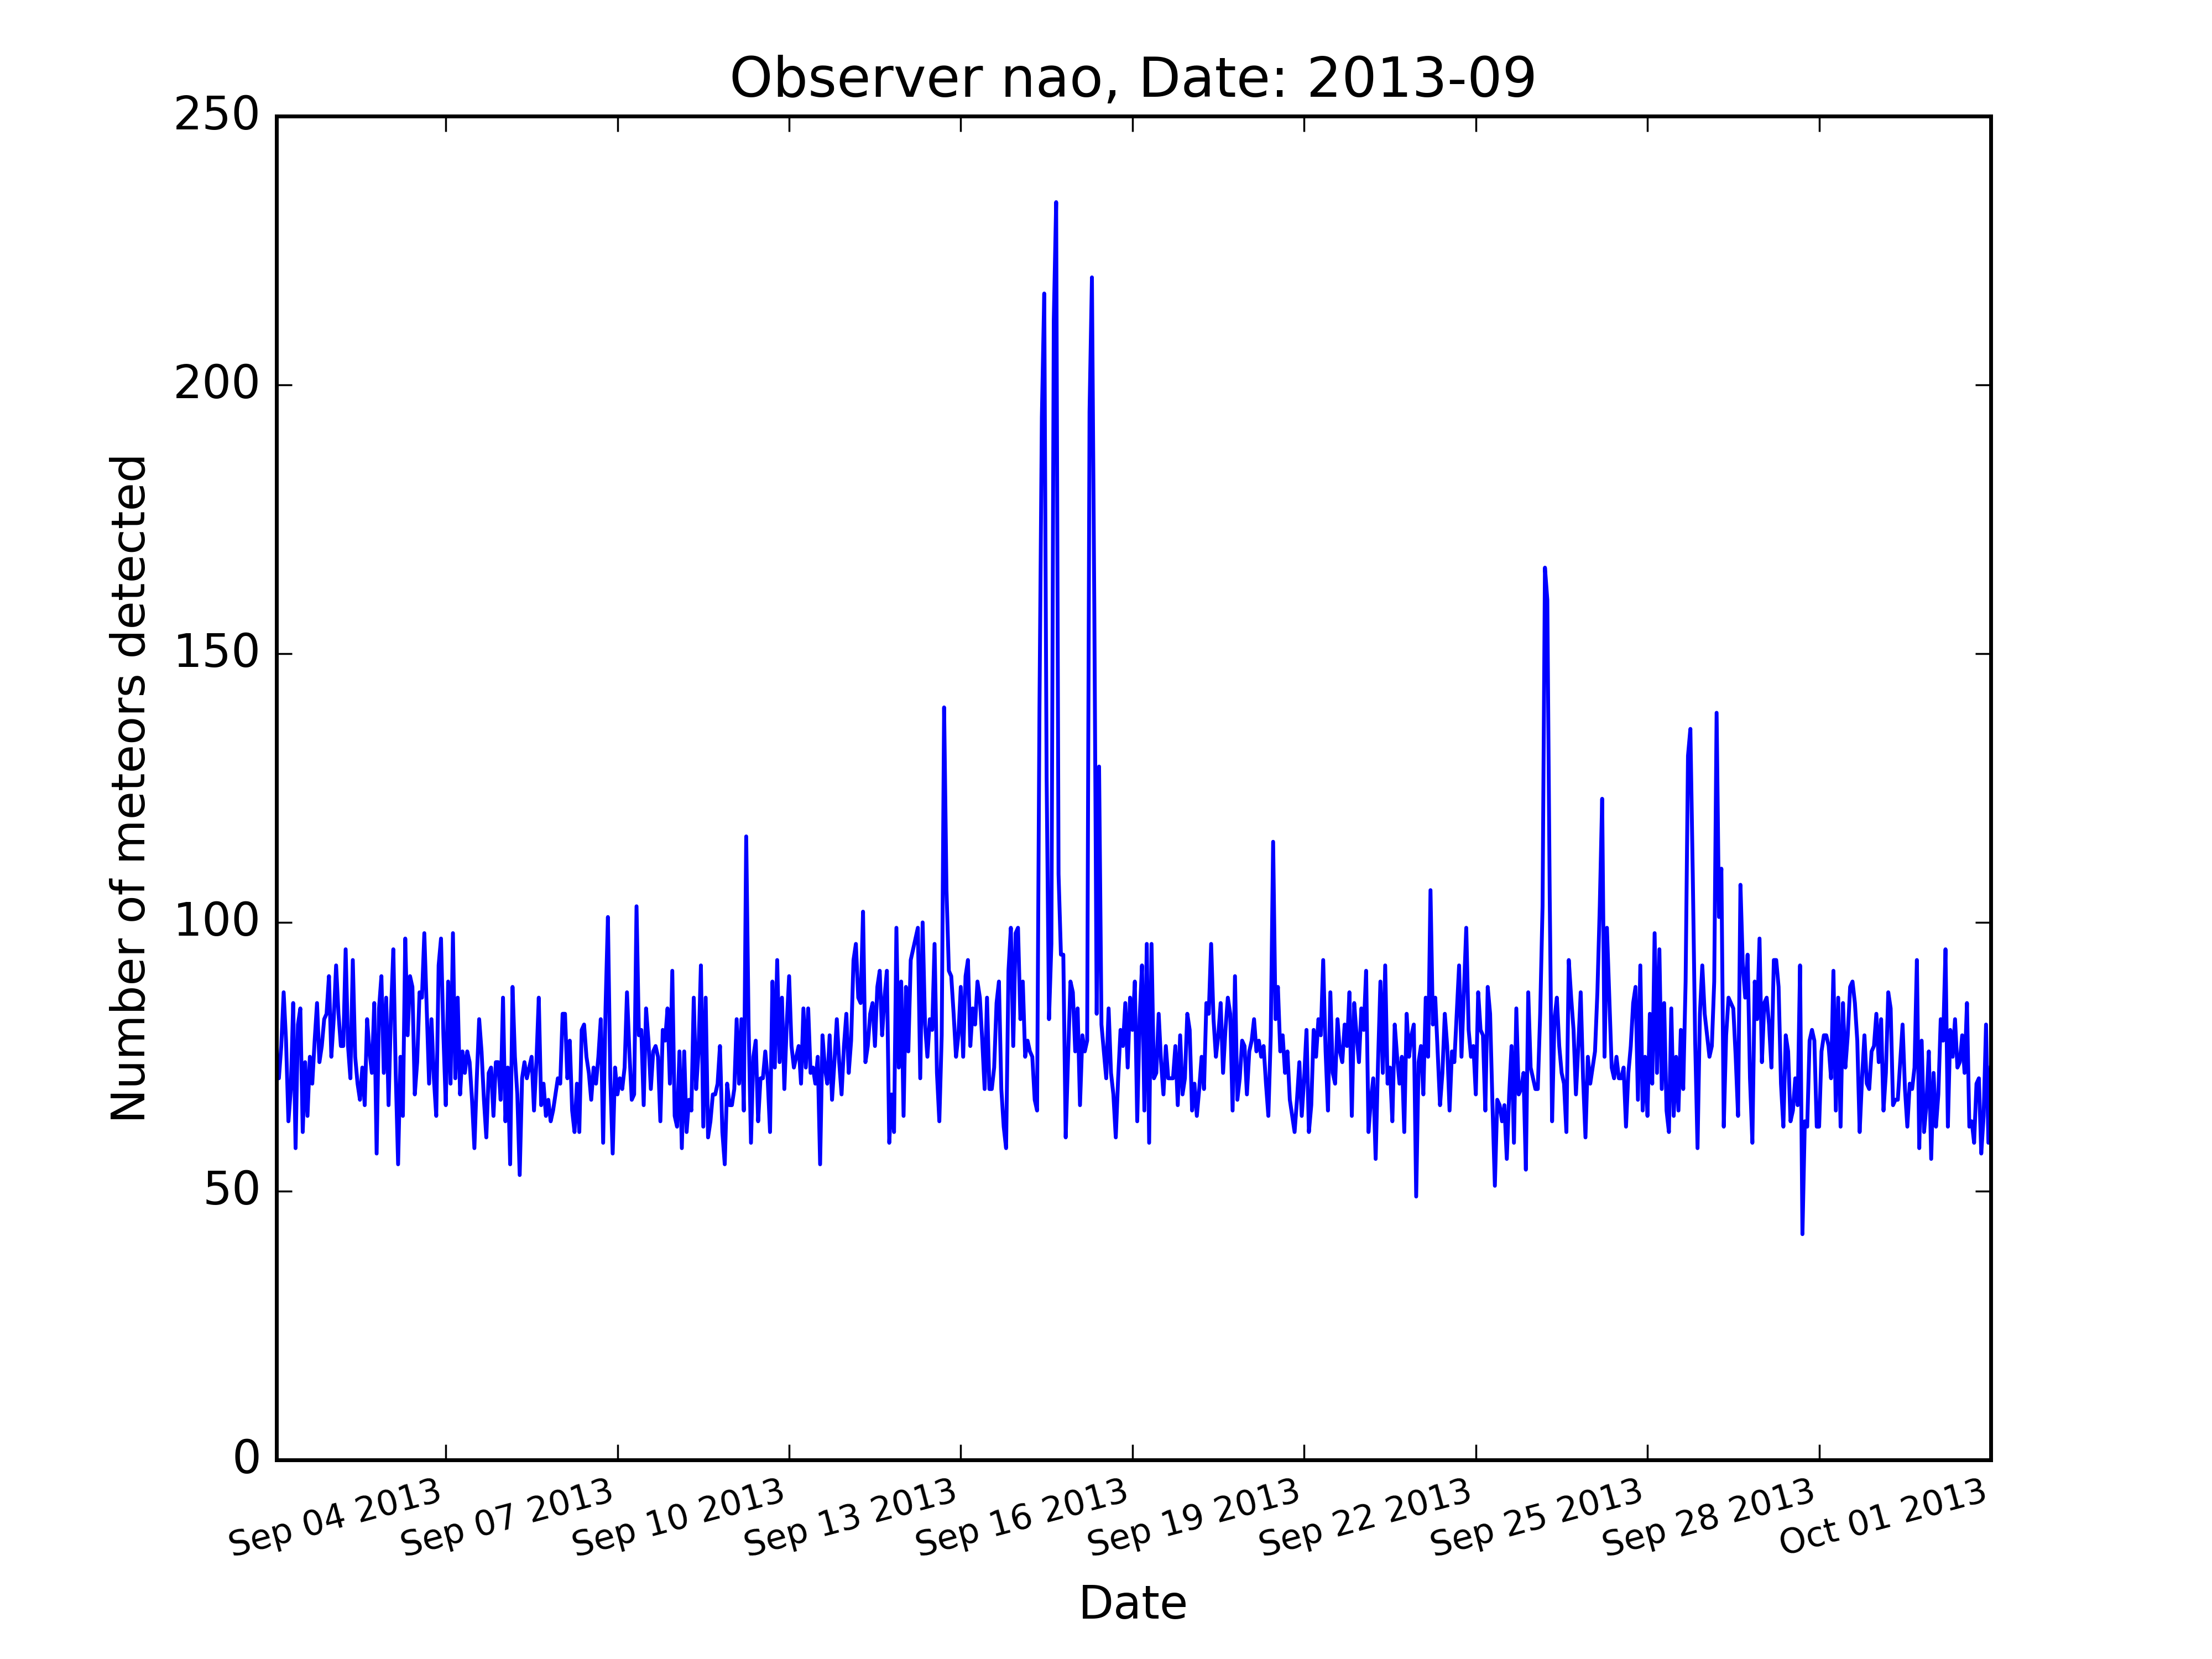 Observer nao, Date: 2013-09
250
200
150
100
50
0
Number of meteors detected
Sep 04 2013
Sep 07 2013
Sep 10 2013
Sep 13 2013
Sep 16 2013
Sep 19 2013
Sep 22 2013
Sep 25 2013
Sep 28 2013
Oct 01 2013
Date